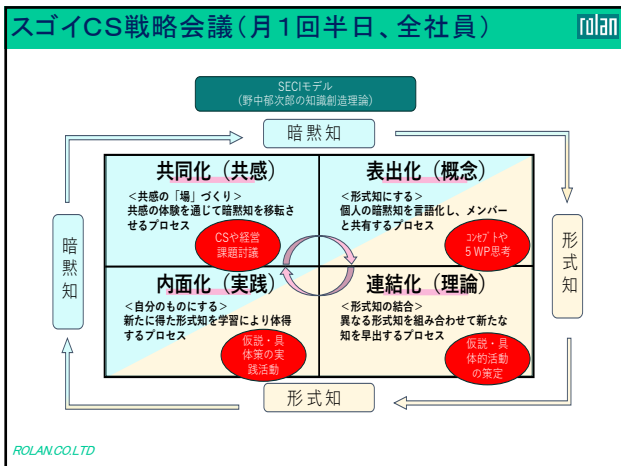 スゴイCS戦略会議(月1回半日、全社員)
rolan
SECIモデル
(野中郁次郎の知識創造理論)
暗黙知
共同化(共感)
<共感の「場」づくり>
共感の体験を通じて暗黙知を移転さ
せるプロセス
CSや経営
課題討議
表出化(概念)
<形式知にする>
個人の暗黙知を言語化し、メンバー
と共有するプロセス
コンセプトや
5WP思考
暗黙知
形式知
内面化(実践)
<自分のものにする>
新たに得た形式知を学習により体得
するプロセス
仮説・具
体策の実
践活動
連結化(理論)
<形式知の結合>
異なる形式知を組み合わせて新たな
知を早出するプロセス
仮説・具
体的活動
の策定
形式知
ROLAN.CO.LTD